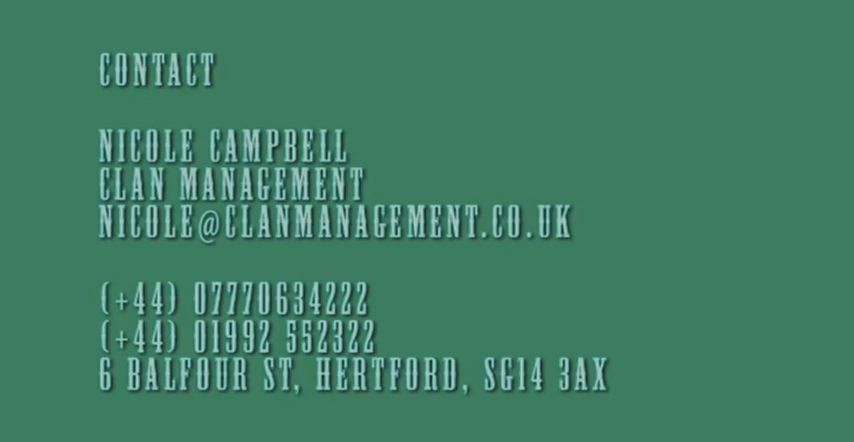 CONTACT
NICOLE CAMPBELL
CLAN MANAGEMENT
NICOLE@CLANMANAGEMENT.CO.UK
(+44) 07770634222
(+44) 01992 552322
6 BALFOUR ST, HERTFORD, SG14 3AX